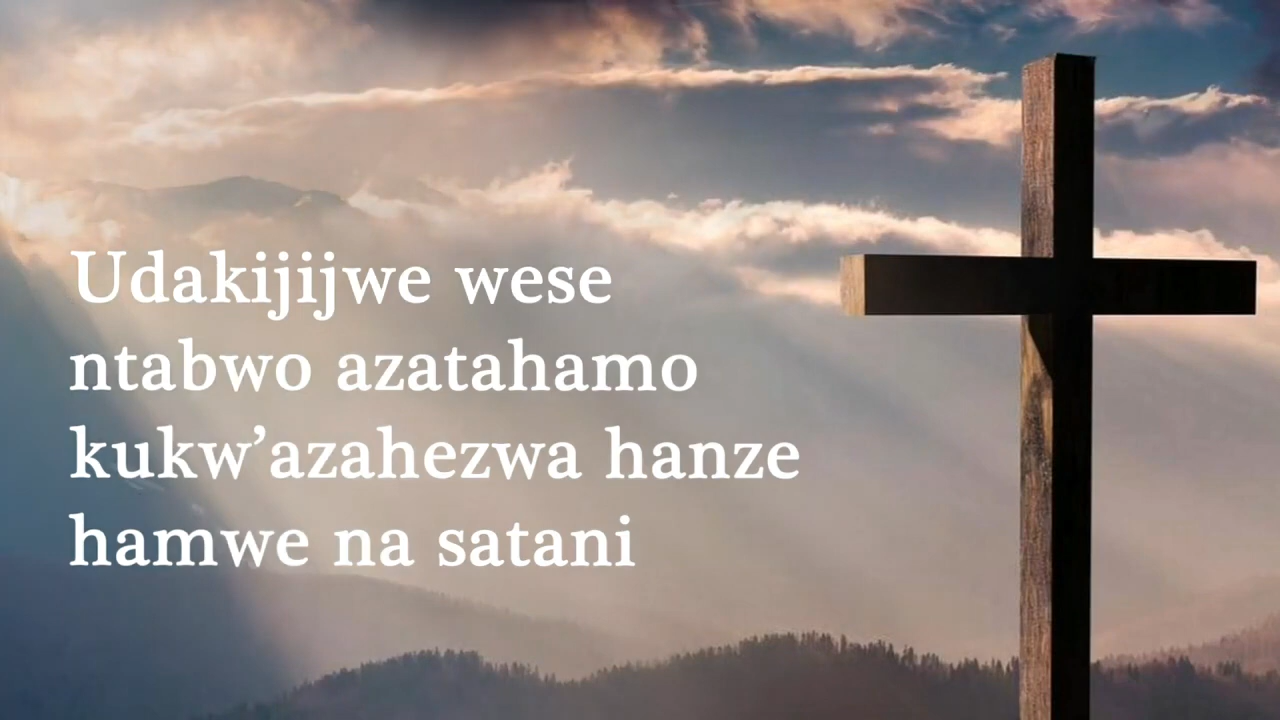 Udakijijwe wese
ntabwo azatahamo
kukw’azahezwa hanze
hamwe na satani